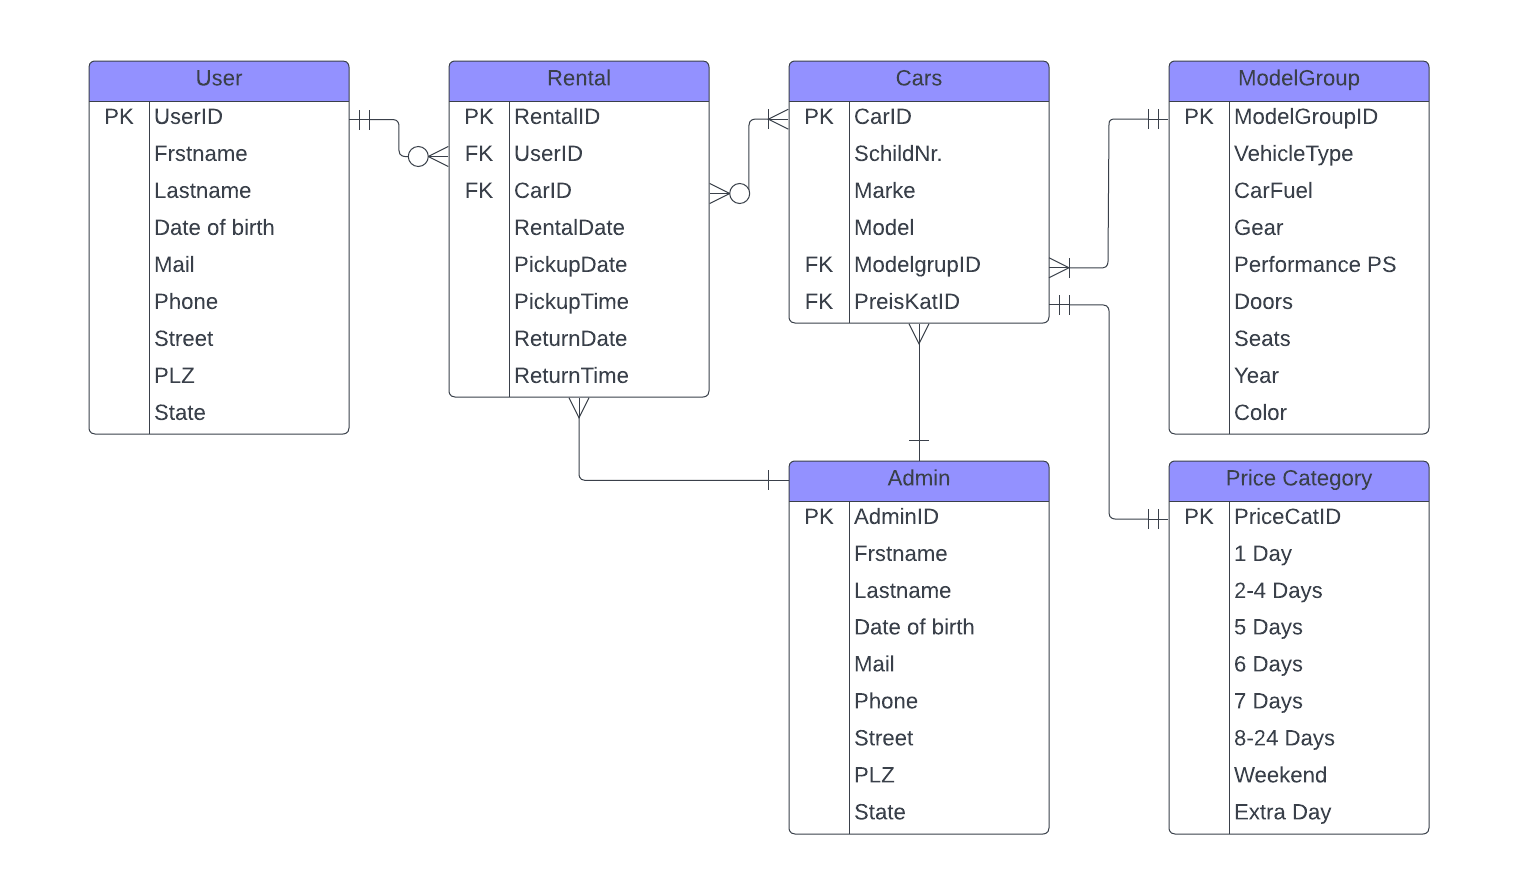 User
PK UserID
Frstname
Lastname
Date of birth
Mail
Phone
Street
PLZ
State
Rental
PK RentalID
FK UserID
FK CarID
RentalDate
PickupDate
PickupTime
ReturnDate
ReturnTime
Cars
PK CarID
SchildNr.
Marke
Model
FK ModelgrupID
FK PreisKatID
ModelGroup
PK ModelGroupID
VehicleType
CarFuel
Gear
Performance PS
Doors
Seats
Year
Color
Admin
PK AdminID
Frstname
Lastname
Date of birth
Mail
Phone
Street
PLZ
State
Price Category
PK PriceCatID
1 Day
2-4 Days
5 Days
6 Days
7 Days
8-24 Days
Weekend
Extra Day